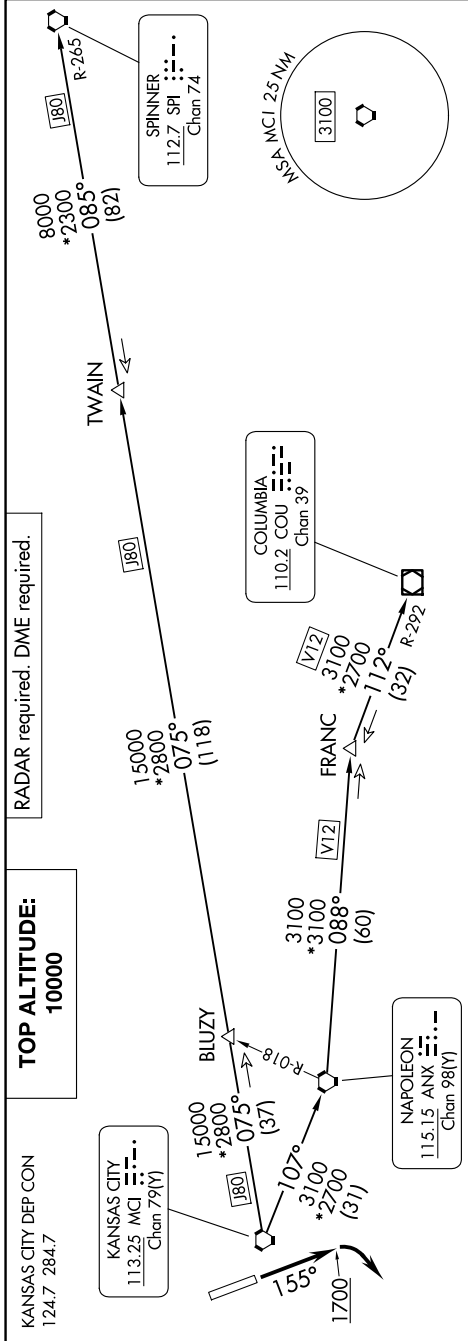 KANSAS CITY DEP CON
124.7 284.7
TOP ALTITUDE:
10000
RADAR required. DME required.
KANSAS CITY
113.25 MCI
Chan 79(Y)
J80
15000
*2800
075°
(37)
BLUZY
R-018
155°
1700
107°
3100
*2700
(31)
NAPOLEON
115.15 ANX
Chan 98(Y)
15000
*2800
075°
(118)
J80
TWAIN
3100
*3100
088°
(60)
V12
FRANC
V12
3100
*2700
112°
(32)
R-292
COLUMBIA
110.2 COU
Chan 39
8000
*2300
085°
(82)
J80
R-265
SPINNER
112.7 SPI
Chan 74
MSA MCI 25 NM
3100